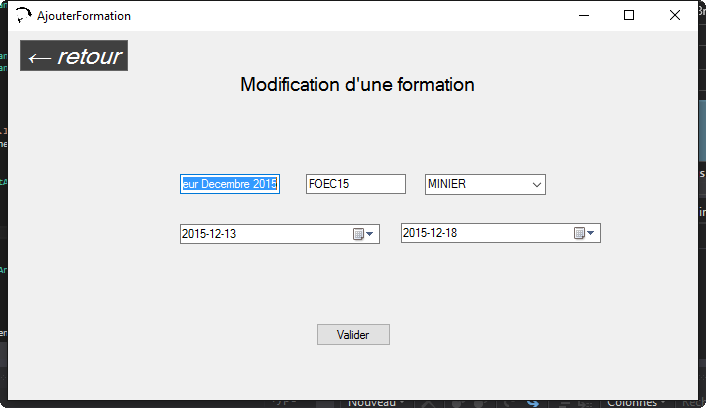 AjouterFormation
← retour
Modification d'une formation
eur Decembre 2015 FOEC15 MINIER
2015-12-13 2015-12-18
Valider
Nouveau
Colonnes